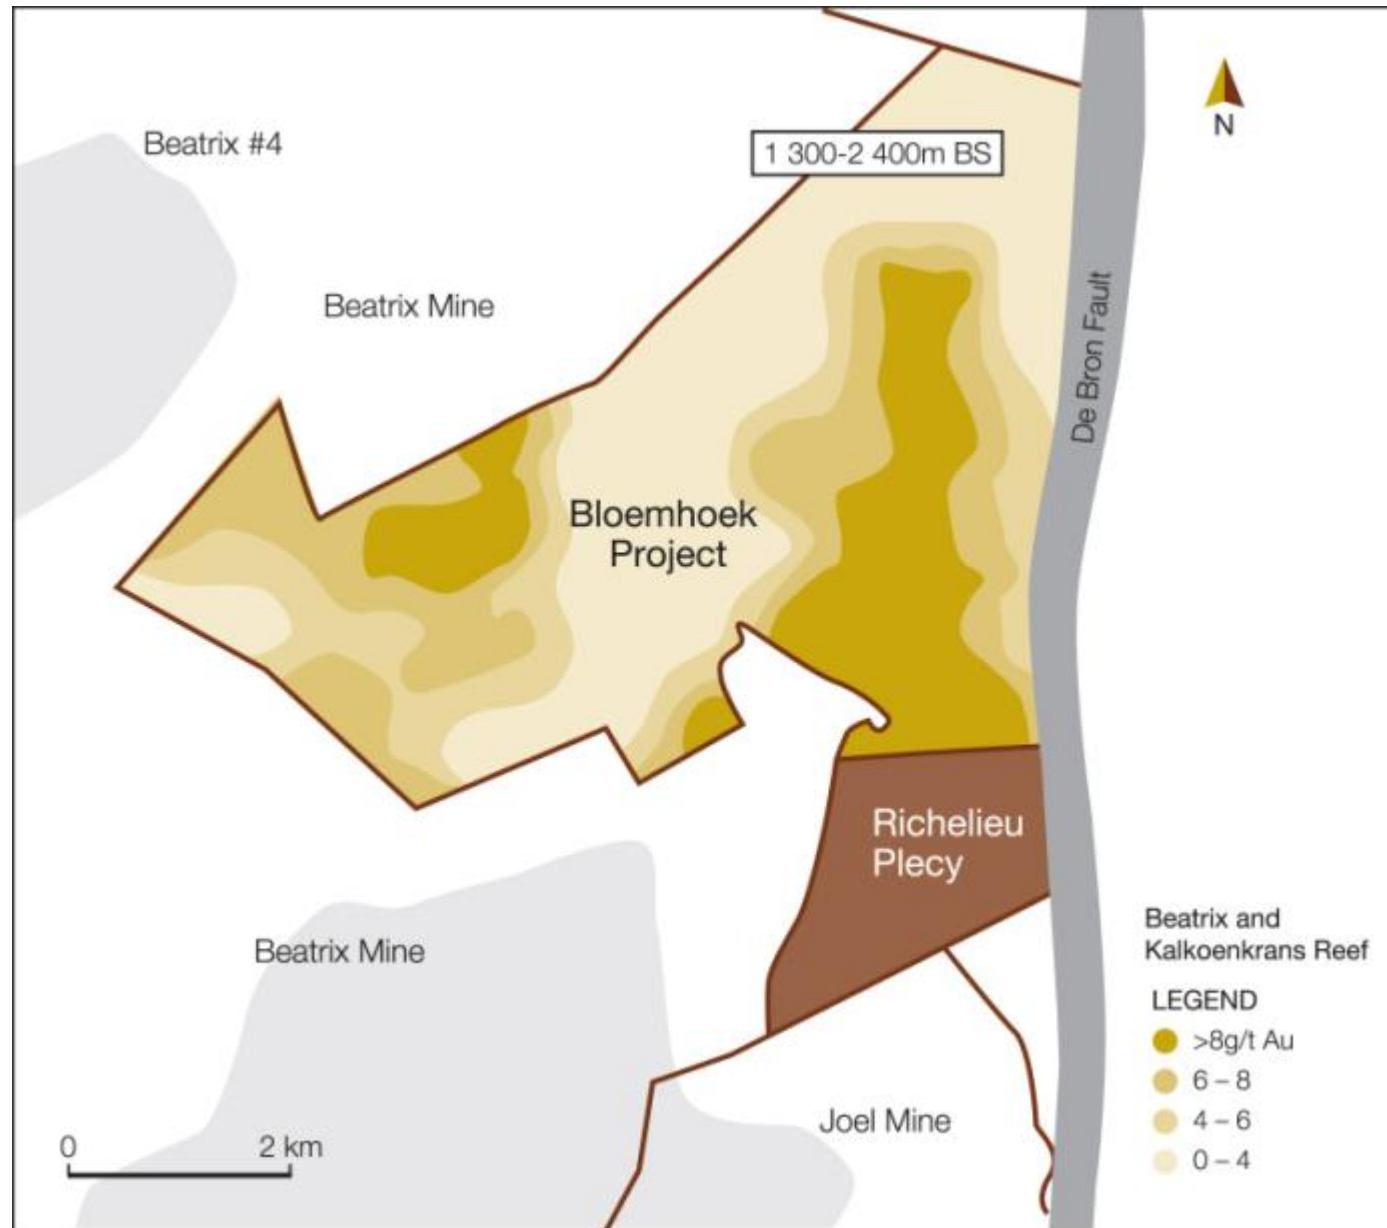 Beatrix #4
N
1 300-2 400m BS
Beatrix Mine
De Bron Fault
Bloemhoek
Project
Richelieu
Plecy
Beatrix Mine
Joel Mine
0 2 km
Beatrix and
Kalkoenkrans Reef
LEGEND
>8g/t Au
6 – 8
4 – 6
0 – 4